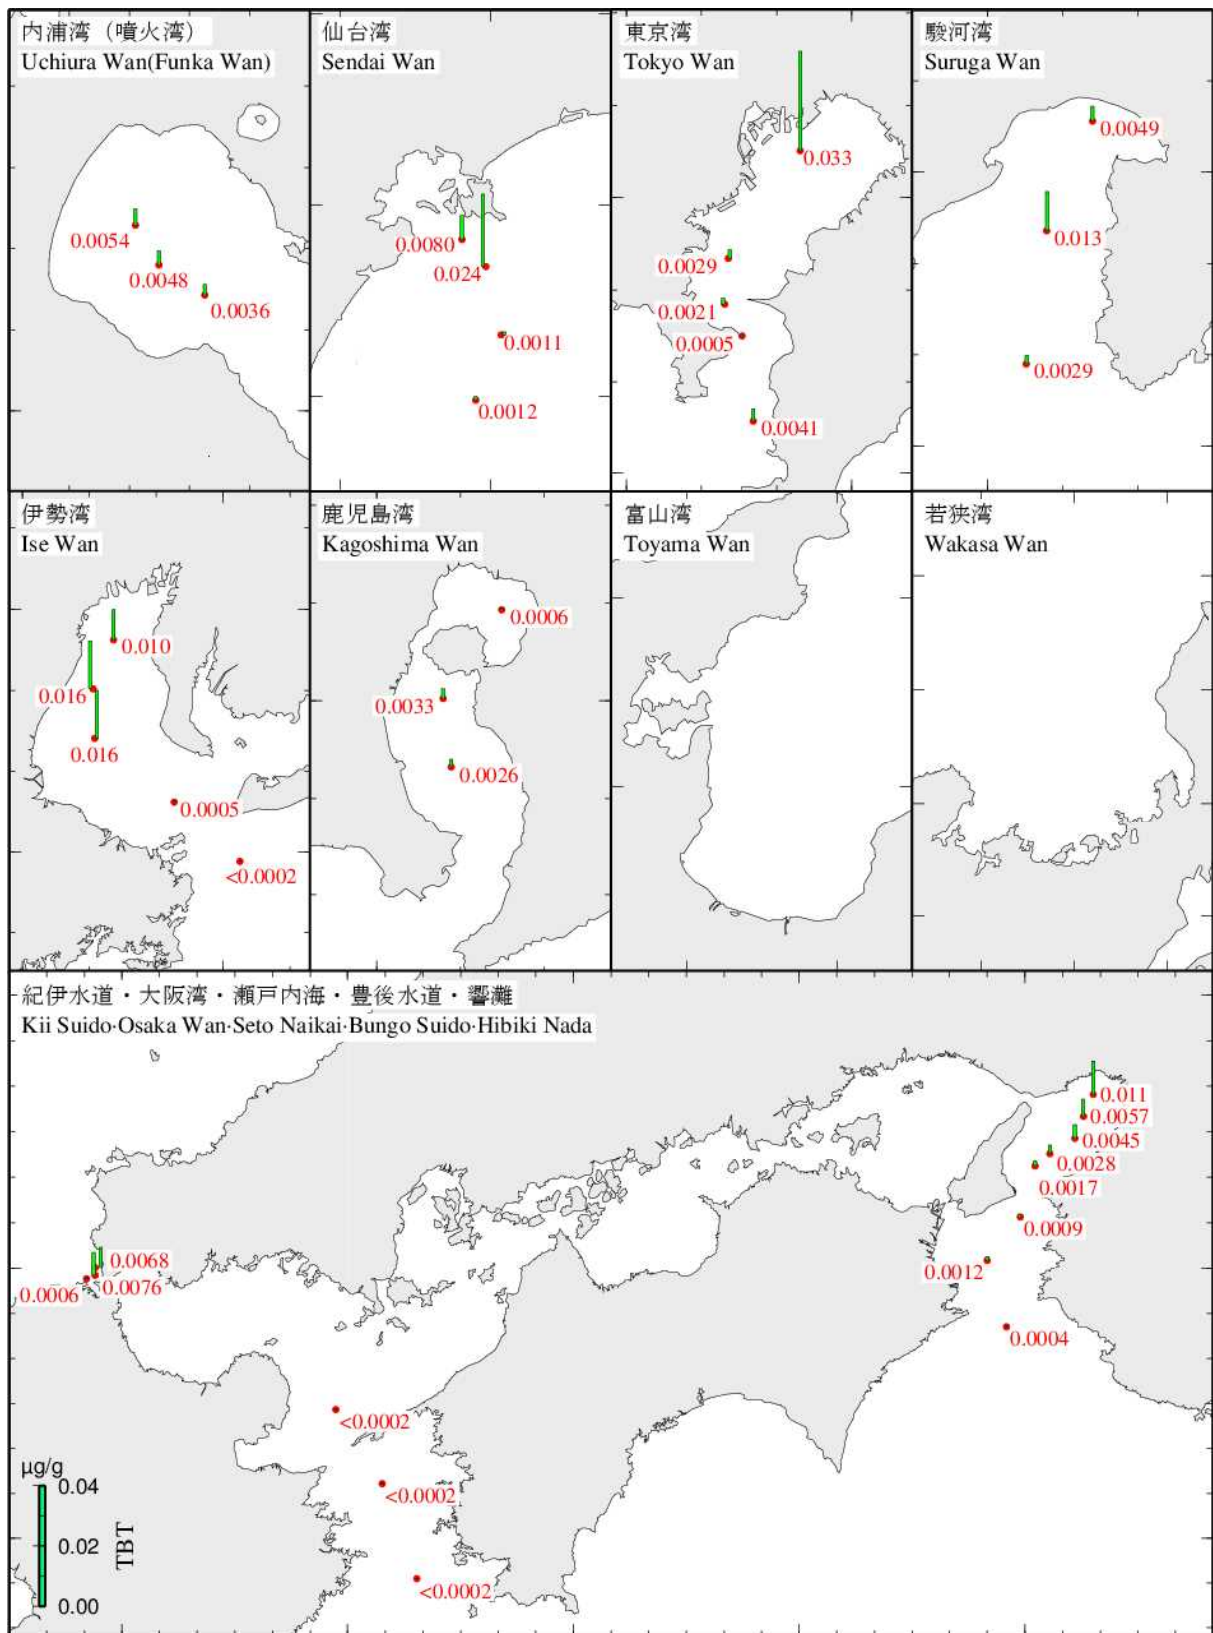 内浦湾（噴火湾）
Uchiura Wan(Funka Wan)
0.0054
0.0048
0.0036
仙台湾
Sendai Wan
0.0080
0.024
0.0011
0.0012
東京湾
Tokyo Wan
0.033
0.0029
0.0021
0.0005
0.0041
駿河湾
Suruga Wan
0.0049
0.013
0.0029
伊勢湾
Ise Wan
0.010
0.016
0.016
0.0005
<0.0002
鹿児島湾
Kagoshima Wan
0.0006
0.0033
0.0026
富山湾
Toyama Wan
若狭湾
Wakasa Wan
紀伊水道・大阪湾・瀬戸内海・豊後水道・響灘
Kii Suido·Osaka Wan·Seto Naikai·Bungo Suido·Hibiki Nada
0.011
0.0057
0.0045
0.0028
0.0017
0.0009
0.0012
0.0004
0.0068
0.0076
0.0006
<0.0002
<0.0002
<0.0002
μg/g
0.04
0.02
0.00
TBT